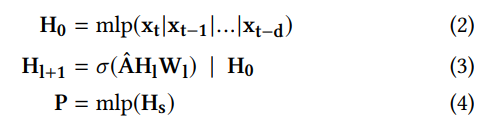 H₀ = mlp(xₜ|xₜ₋₁|...|xₜ₋d) (2)
Hₗ₊₁ = σ(ÂHₗWₗ) | H₀ (3)
P = mlp(Hₛ) (4)